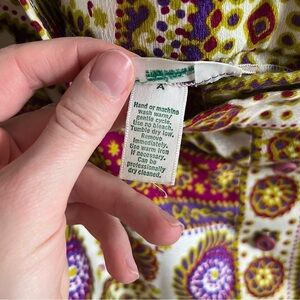 A
Hand or machine
wash warm/
gentle cycle.
Use no bleach.
Tumble dry low.
Remove
immediately.
Use warm iron
if necessary.
Can be
professionally
dry cleaned.